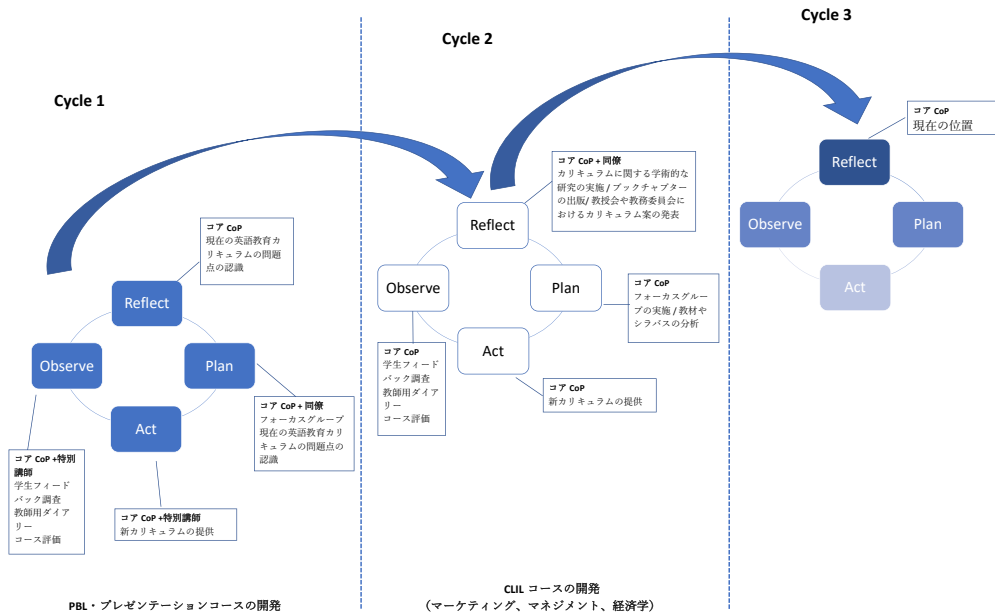 Cycle 1
コア CoP
現在の英語教育カ
リキュラムの問題
点の認識
Reflect
Observe
Plan
Act
コア CoP + 同僚
フォーカスグループ
現在の英語教育カリ
キュラムの問題点の
認識
コア CoP +特別
講師
学生フィード
バック調査
教師用ダイア
リー
コース評価
コア CoP +特別講師
新カリキュラムの提供
PBL・プレゼンテーションコースの開発
Cycle 2
コア CoP + 同僚
カリキュラムに関する学術的な
研究の実施 / ブックチャプター
の出版/ 教授会や教務委員会に
おけるカリキュラム案の発表
Reflect
Observe
Plan
Act
コア CoP
フォーカスグルー
プの実施 / 教材や
シラバスの分析
コア CoP
学生フィード
バック調査
教師用ダイア
リー
コース評価
コア CoP
新カリキュラムの提供
CLIL コースの開発
（マーケティング、マネジメント、経済学）
Cycle 3
コア CoP
現在の位置
Reflect
Observe
Plan
Act